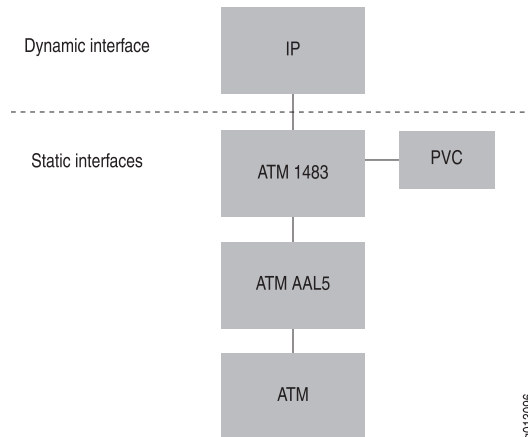 Dynamic interface
IP
Static interfaces
ATM 1483
PVC
ATM AAL5
ATM